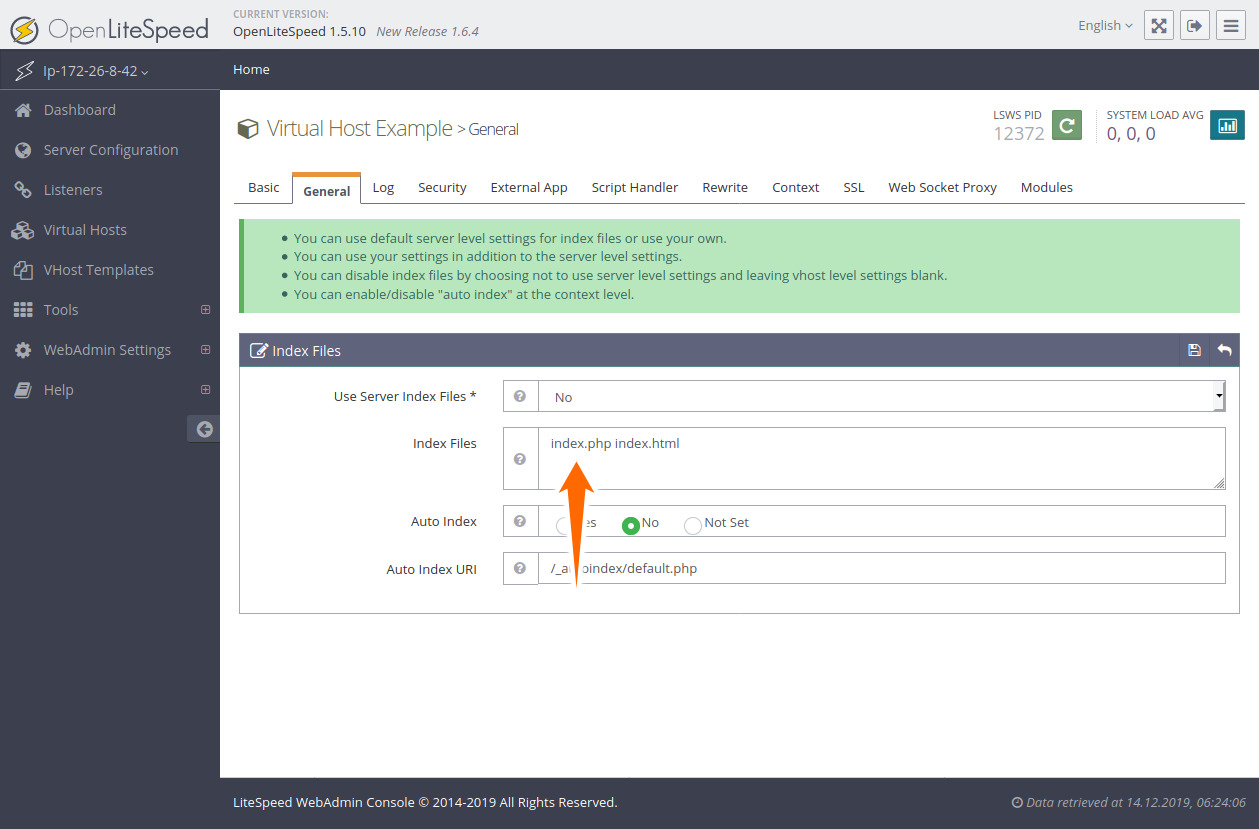 OpenLiteSpeed
CURRENT VERSION:
OpenLiteSpeed 1.5.10 New Release 1.6.4
English
Ip-172-26-8-42
Home
Dashboard
Server Configuration
Listeners
Virtual Hosts
VHost Templates
Tools
WebAdmin Settings
Help
Virtual Host Example > General
LSWS PID
12372
SYSTEM LOAD AVG
0, 0, 0
Basic General Log Security External App Script Handler Rewrite Context SSL Web Socket Proxy Modules
You can use default server level settings for index files or use your own.
You can use your settings in addition to the server level settings.
You can disable index files by choosing not to use server level settings and leaving vhost level settings blank.
You can enable/disable "auto index" at the context level.
Index Files
Use Server Index Files * No
Index Files index.php index.html
Auto Index No Not Set
Auto Index URI
LiteSpeed WebAdmin Console © 2014-2019 All Rights Reserved.
Data retrieved at 14.12.2019, 06:24:06